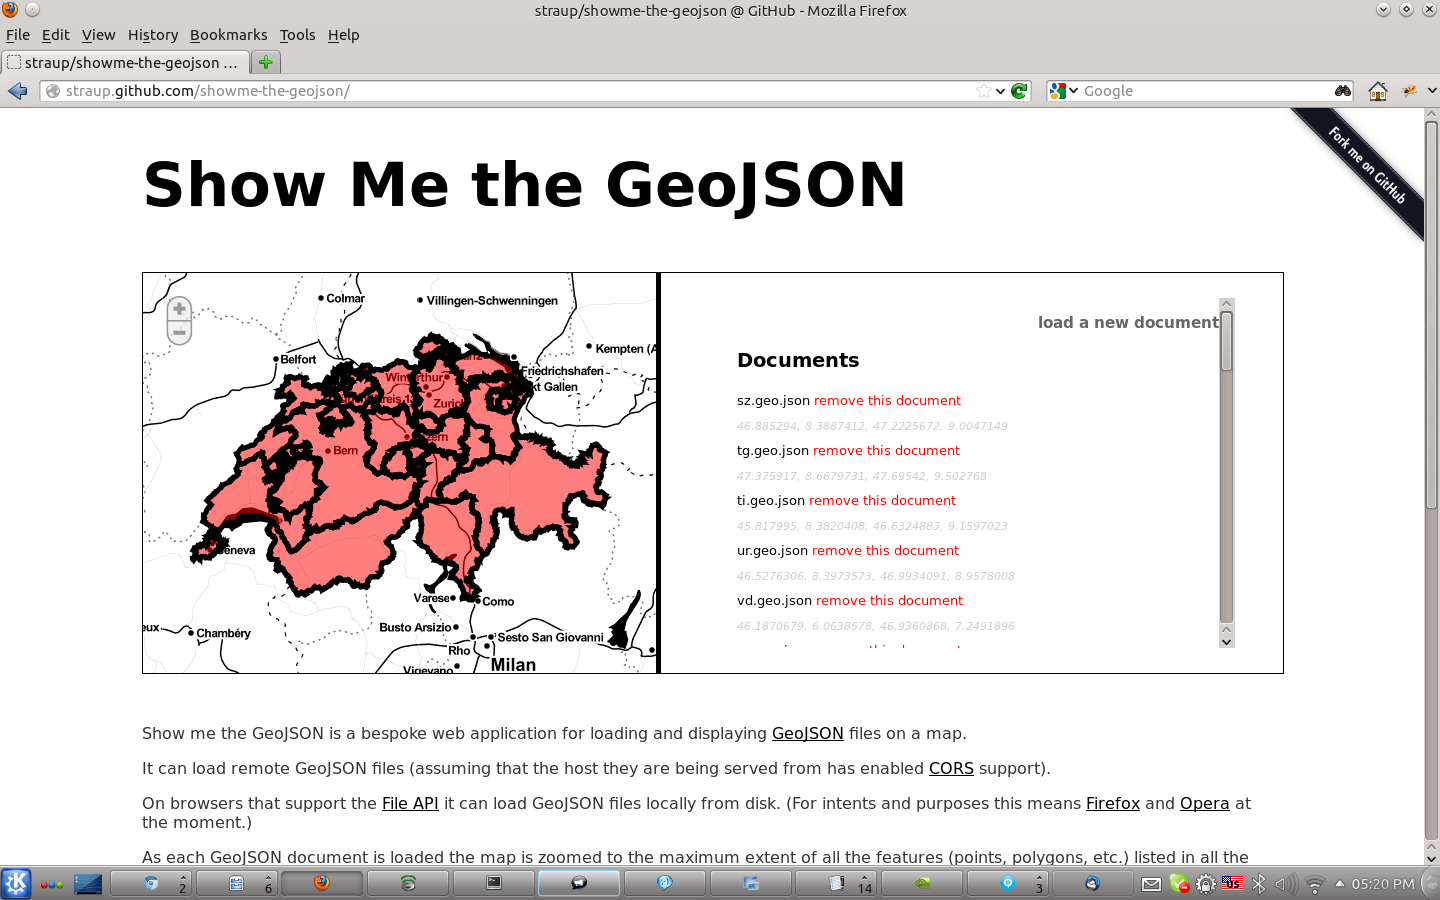 straup/showme-the-geojson @ GitHub - Mozilla Firefox
File Edit View History Bookmarks Tools Help
straup/showme-the-geojson ...
straup.github.com/showme-the-geojson/
Google
Fork me on GitHub
Show Me the GeoJSON
Colmar
Villingen-Schwenningen
Belfort
Kempten (A
Friedrichshafen
kt Gallen
Winterthur
Zuric
Bern
Geneva
Varese
Como
Busto Arsizio
Sesto San Giovanni
Rho
Milan
Vigevano
eux
Chambéry
load a new document
Documents
sz.geo.json remove this document
46.885294, 8.3887412, 47.2225672, 9.0047149
tg.geo.json remove this document
47.375917, 8.6679731, 47.69542, 9.502768
ti.geo.json remove this document
45.817995, 8.3820408, 46.6324883, 9.1597023
ur.geo.json remove this document
46.5276306, 8.3973573, 46.9934091, 8.9578008
vd.geo.json remove this document
46.1870679, 6.0638578, 46.9360868, 7.2491896
Show me the GeoJSON is a bespoke web application for loading and displaying GeoJSON files on a map.
It can load remote GeoJSON files (assuming that the host they are being served from has enabled CORS support).
On browsers that support the File API it can load GeoJSON files locally from disk. (For intents and purposes this means Firefox and Opera at
the moment.)
As each GeoJSON document is loaded the map is zoomed to the maximum extent of all the features (points, polygons, etc.) listed in all the
2
6
14
3
US
05:20 PM